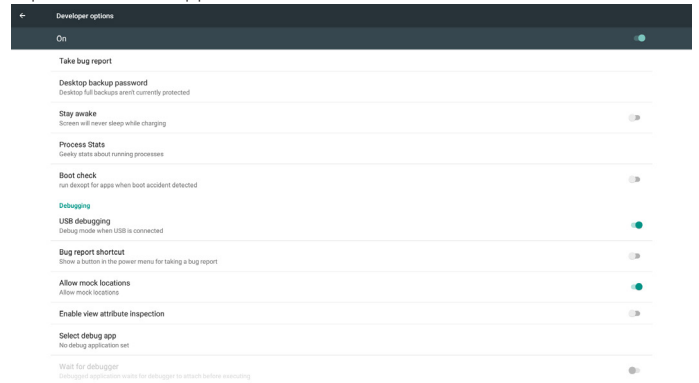 Developer options
On
Take bug report
Desktop backup password
Desktop full backups aren't currently protected
Stay awake
Screen will never sleep while charging
Process Stats
Geeky stats about running processes
Boot check
run dexopt for apps when boot accident detected
Debugging
USB debugging
Debug mode when USB is connected
Bug report shortcut
Show a button in the power menu for taking a bug report
Allow mock locations
Allow mock locations
Enable view attribute inspection
Select debug app
No debug application set
Wait for debugger
Debugged application waits for debugger to attach before executing